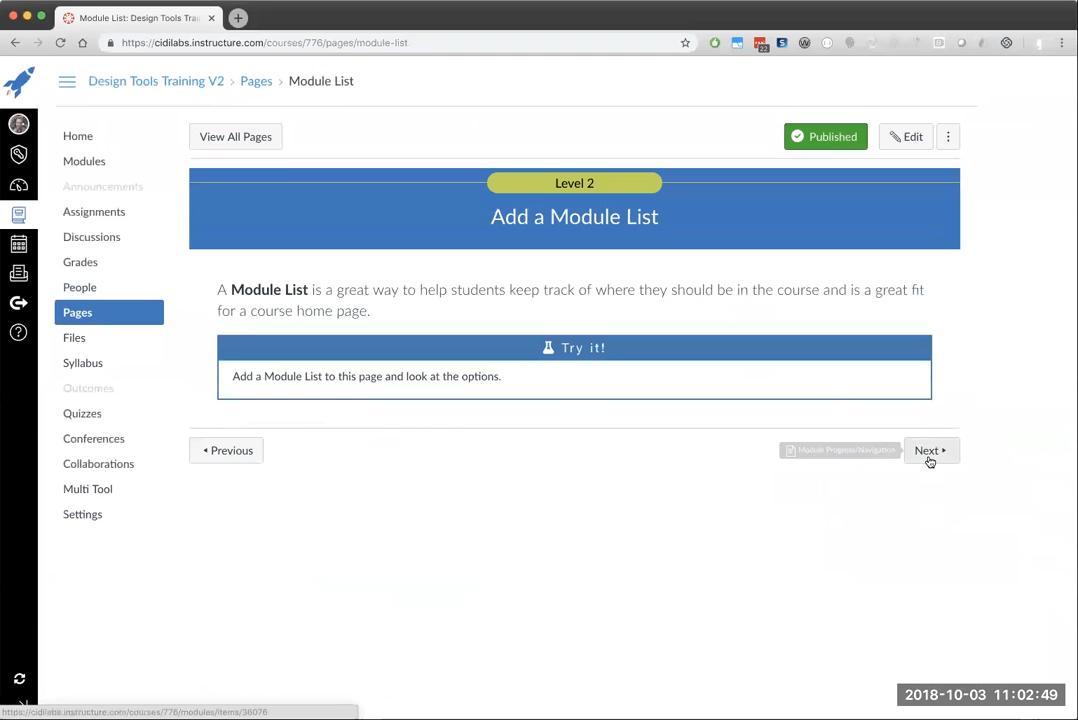 Module List: Design Tools Trai
https://cidilabs.instructure.com/courses/776/pages/module-list
22
Design Tools Training V2 > Pages > Module List
Home
Modules
Announcements
Assignments
Discussions
Grades
People
Pages
Files
Syllabus
Outcomes
Quizzes
Conferences
Collaborations
Multi Tool
Settings
View All Pages
Published
Edit
Level 2
Add a Module List
A Module List is a great way to help students keep track of where they should be in the course and is a great fit
for a course home page.
Try it!
Add a Module List to this page and look at the options.
Previous
Module Progress/Navigation
Next
2018-10-03 11:02:49
https://cidilabs.instructure.com/courses/776/modules/items/36076